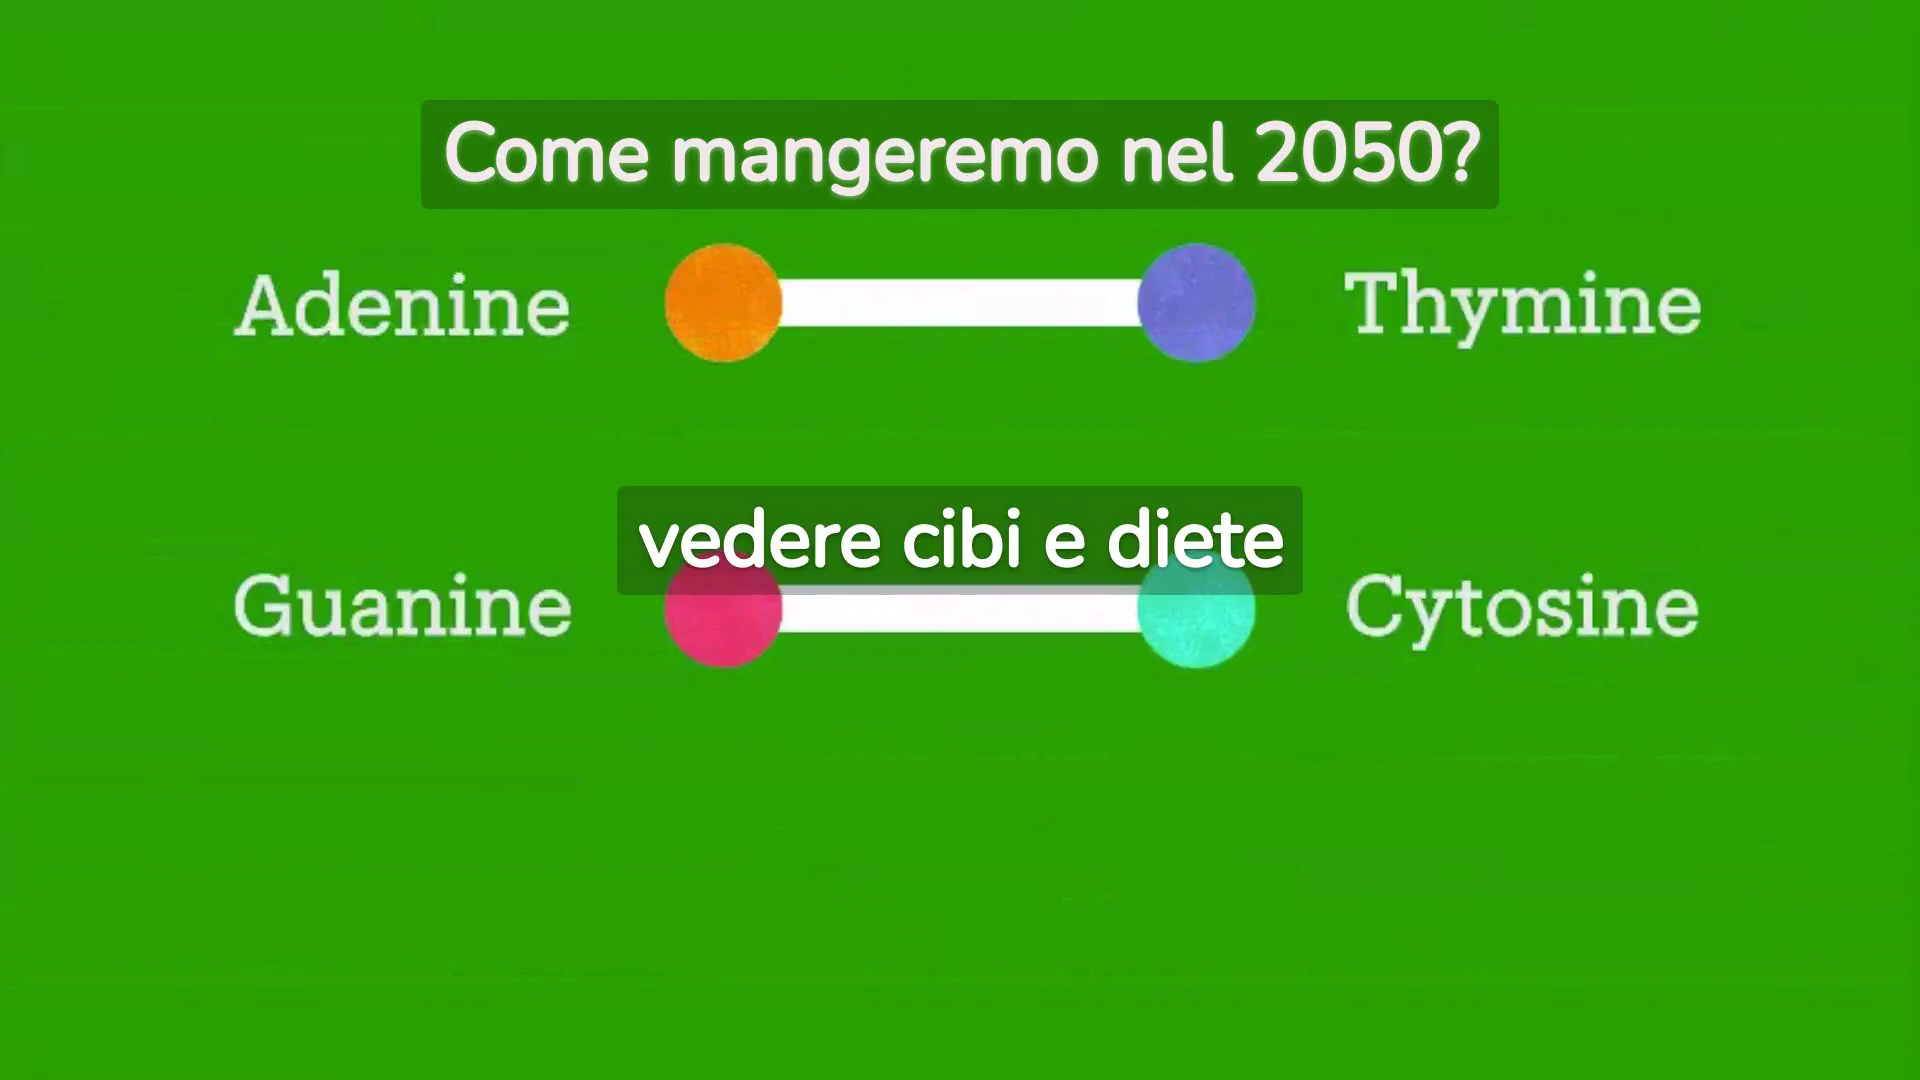 Come mangeremo nel 2050?
Adenine Thymine
vedere cibi e diete
Guanine Cytosine